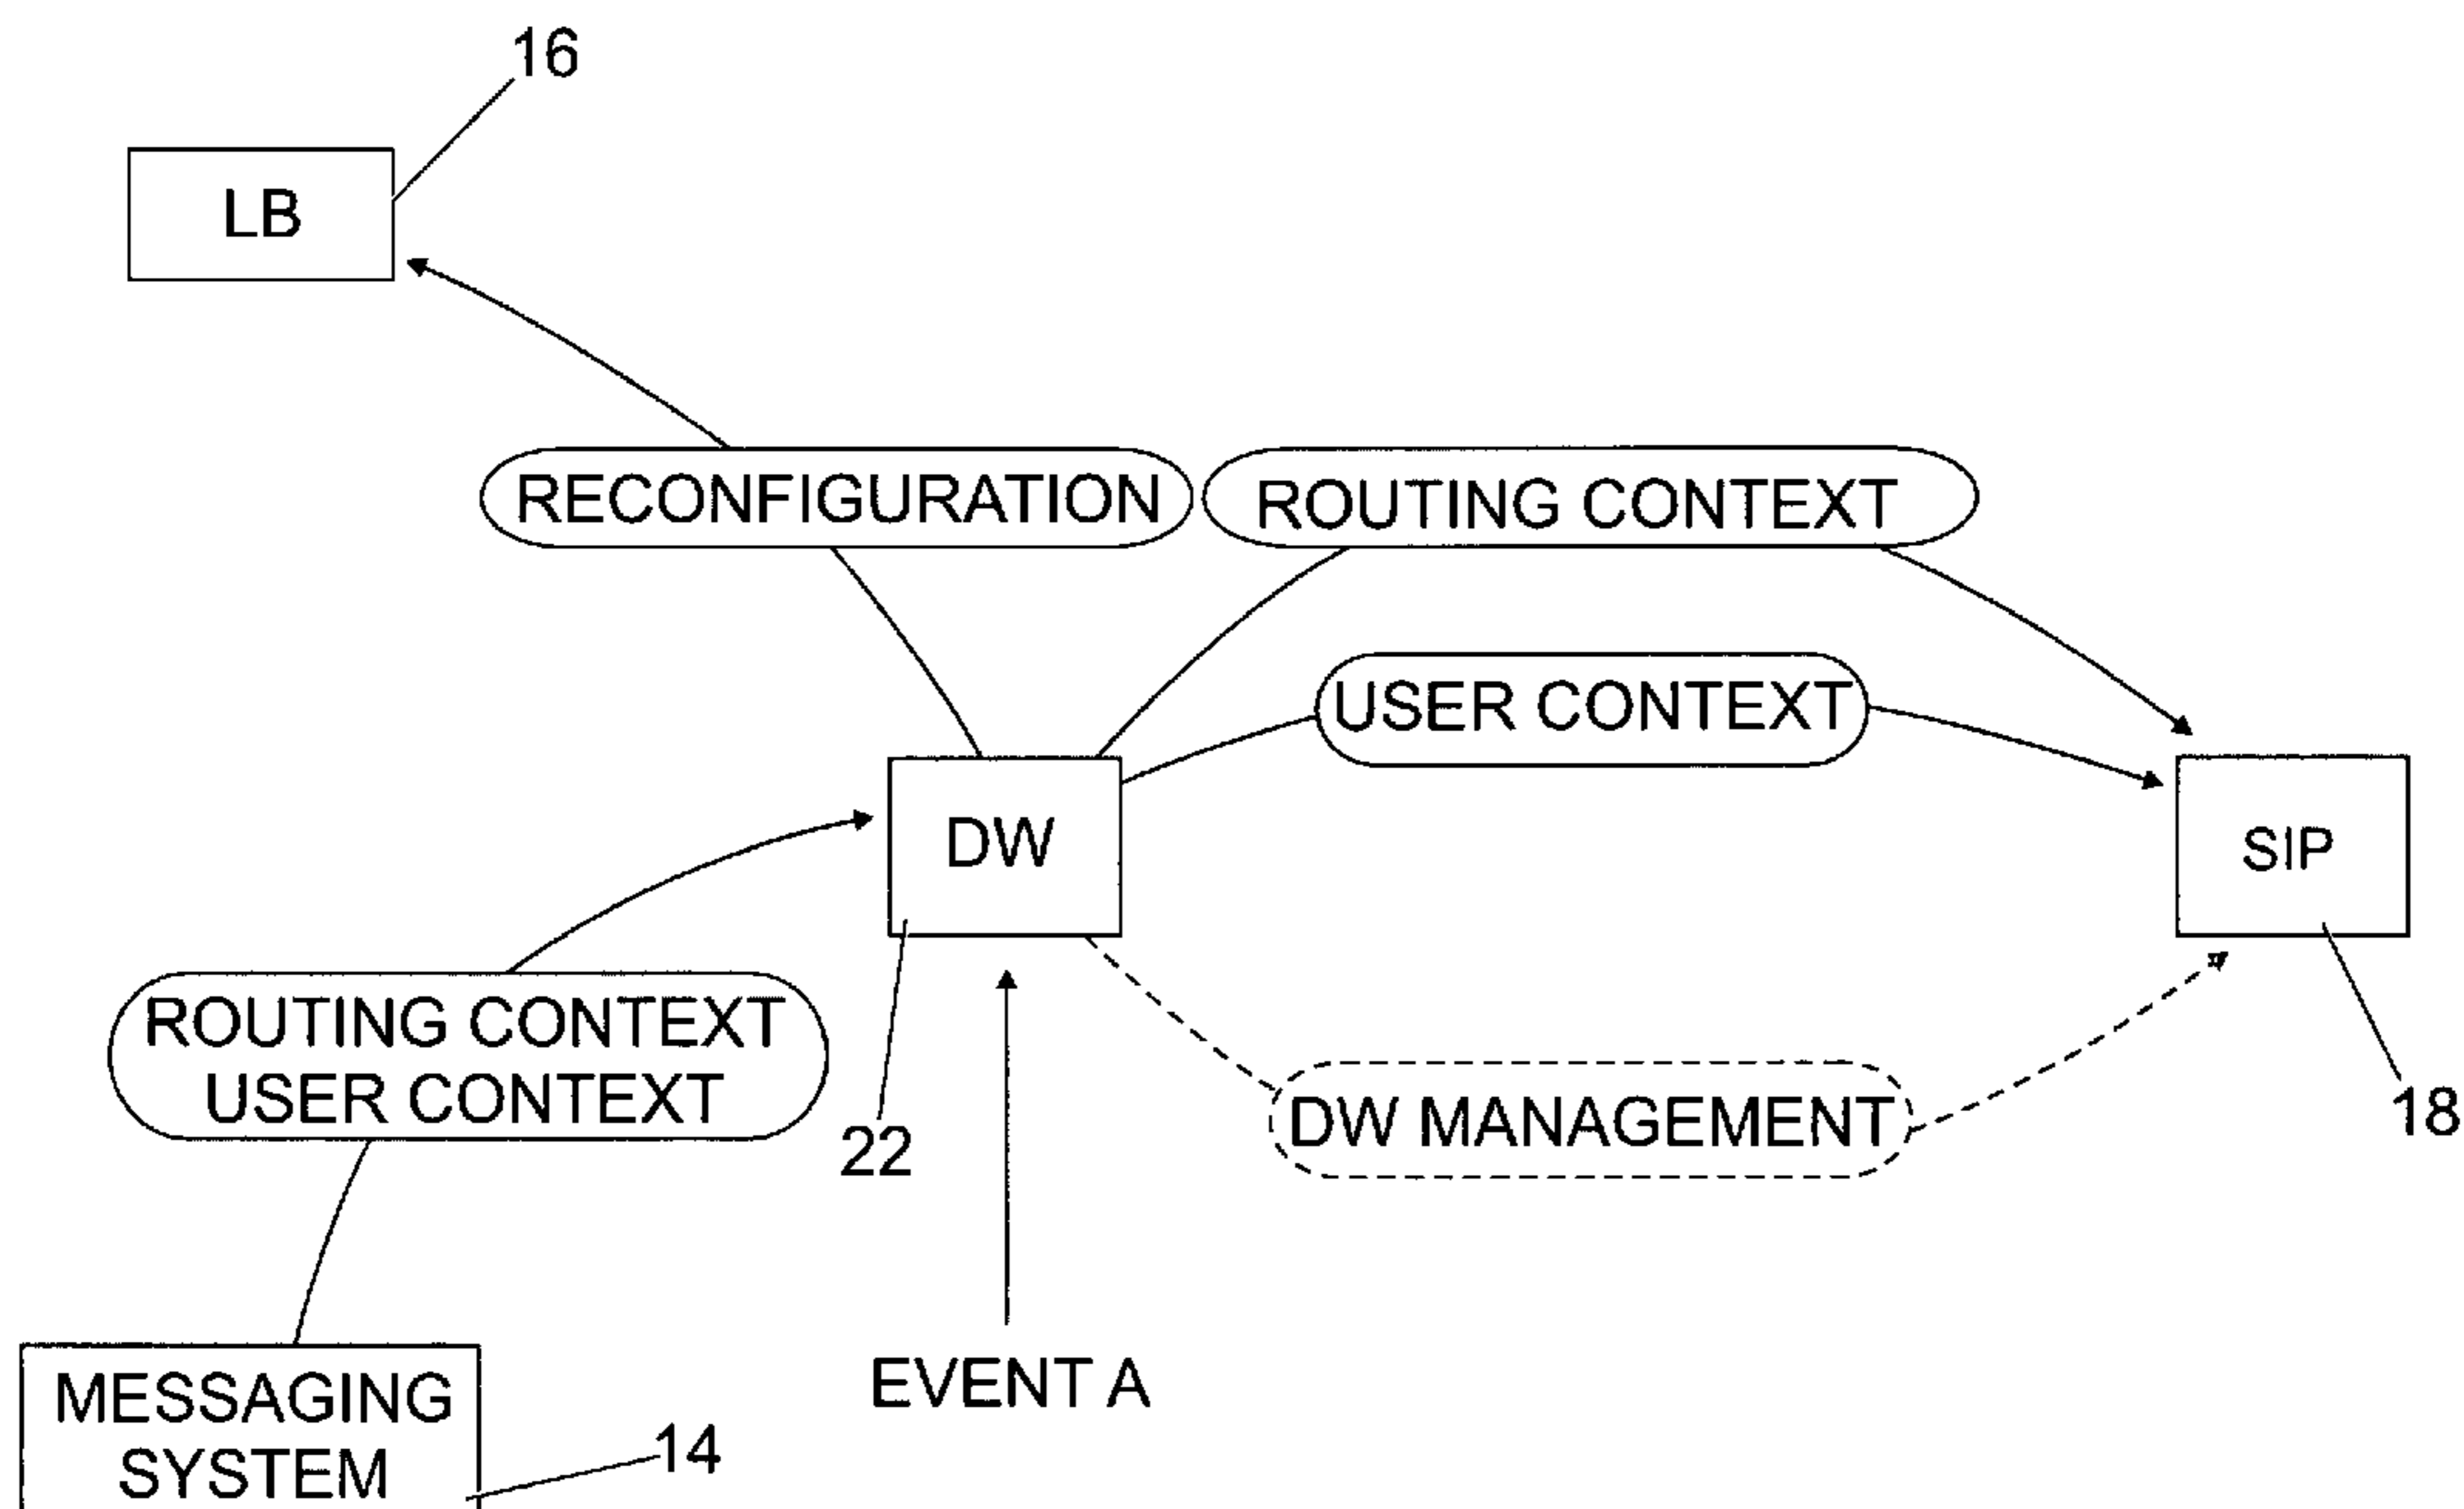 16
LB
RECONFIGURATION
ROUTING CONTEXT
USER CONTEXT
DW
SIP
ROUTING CONTEXT
USER CONTEXT
22
DW MANAGEMENT
18
EVENT A
MESSAGING
SYSTEM
14